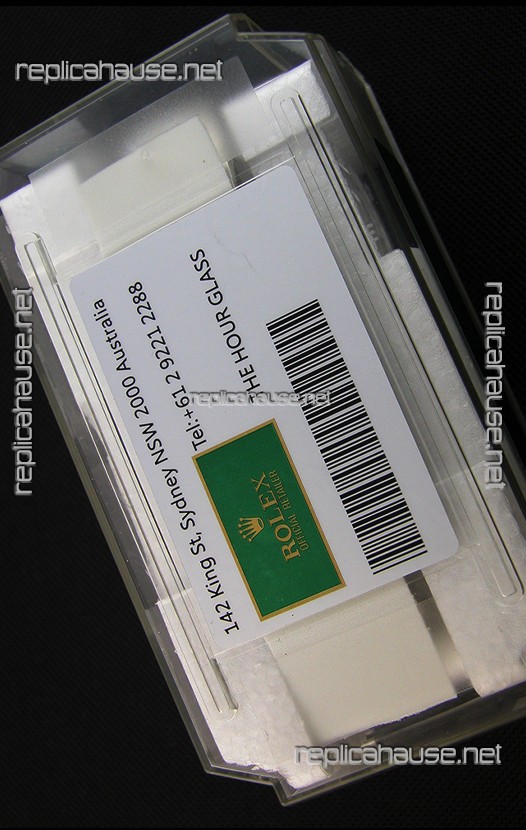 replicahause.net
replicahause.net
replicahause.net
THE HOUR GLASS
Tel:+61 2 9221 2288
142 King St, Sydney NSW 2000 Australia
ROLEX
OFFICIAL RETAILER
replicahause.net
replicahause.net